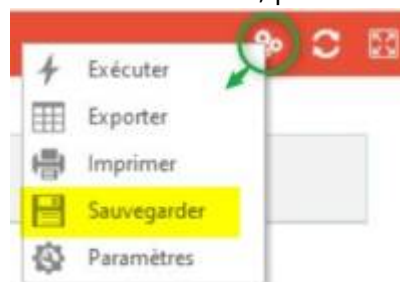 Exécuter
Exporter
Imprimer
Sauvegarder
Paramètres